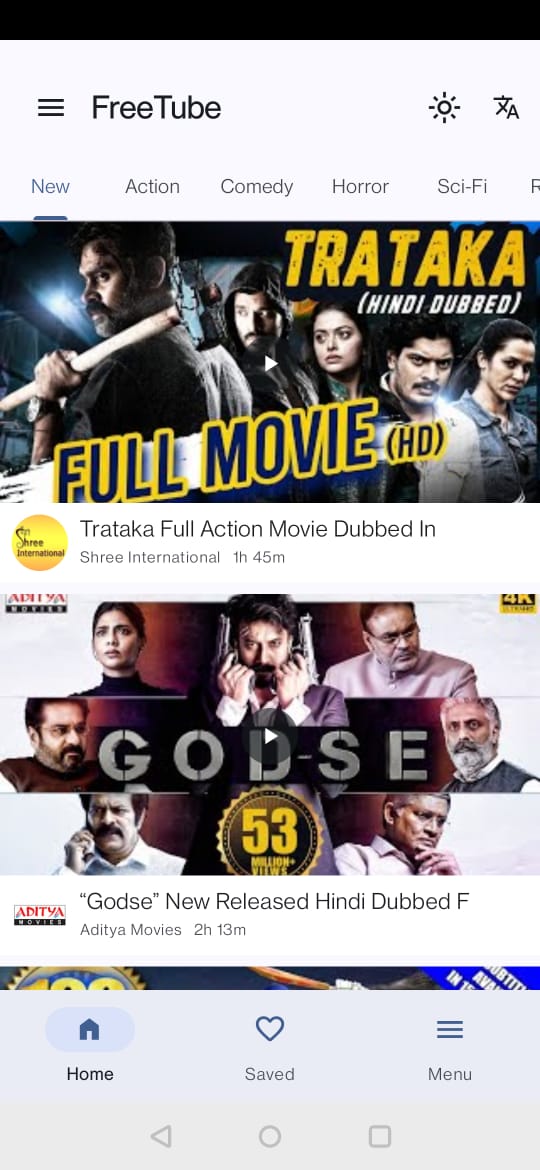 FreeTube
New Action Comedy Horror Sci-Fi R
TRATAKA
(HINDI DUBBED)
FULL MOVIE (HD)
Shree
International
Trataka Full Action Movie Dubbed In
Shree International 1h 45m
ADITYA
MOVIES
4K
ULTRAHD
GODSE
53
MILLION+
VIEWS
ADITYA
MOVIES
“Godse” New Released Hindi Dubbed F
Aditya Movies 2h 13m
Home Saved Menu